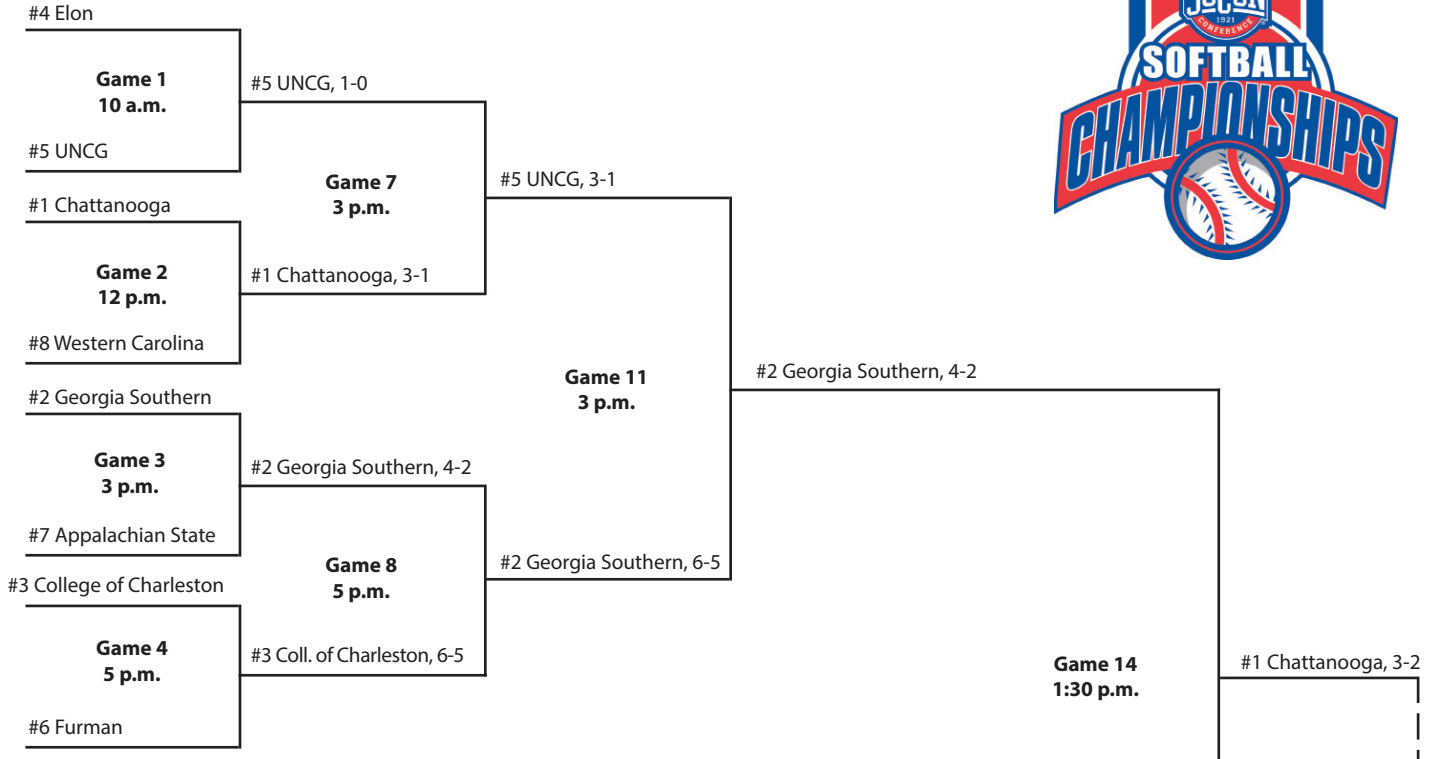 #4 Elon
Game 1
10 a.m.
#5 UNCG, 1-0
#5 UNCG
#1 Chattanooga
Game 7
3 p.m.
#5 UNCG, 3-1
Game 2
12 p.m.
#1 Chattanooga, 3-1
#8 Western Carolina
#2 Georgia Southern
Game 11
3 p.m.
#2 Georgia Southern, 4-2
Game 3
3 p.m.
#2 Georgia Southern, 4-2
#7 Appalachian State
#3 College of Charleston
Game 8
5 p.m.
#2 Georgia Southern, 6-5
Game 4
5 p.m.
#3 Coll. of Charleston, 6-5
#6 Furman
Game 14
1:30 p.m.
#1 Chattanooga, 3-2
SOCON
1921
CONFERENCE
SOFTBALL
CHAMPIONSHIPS